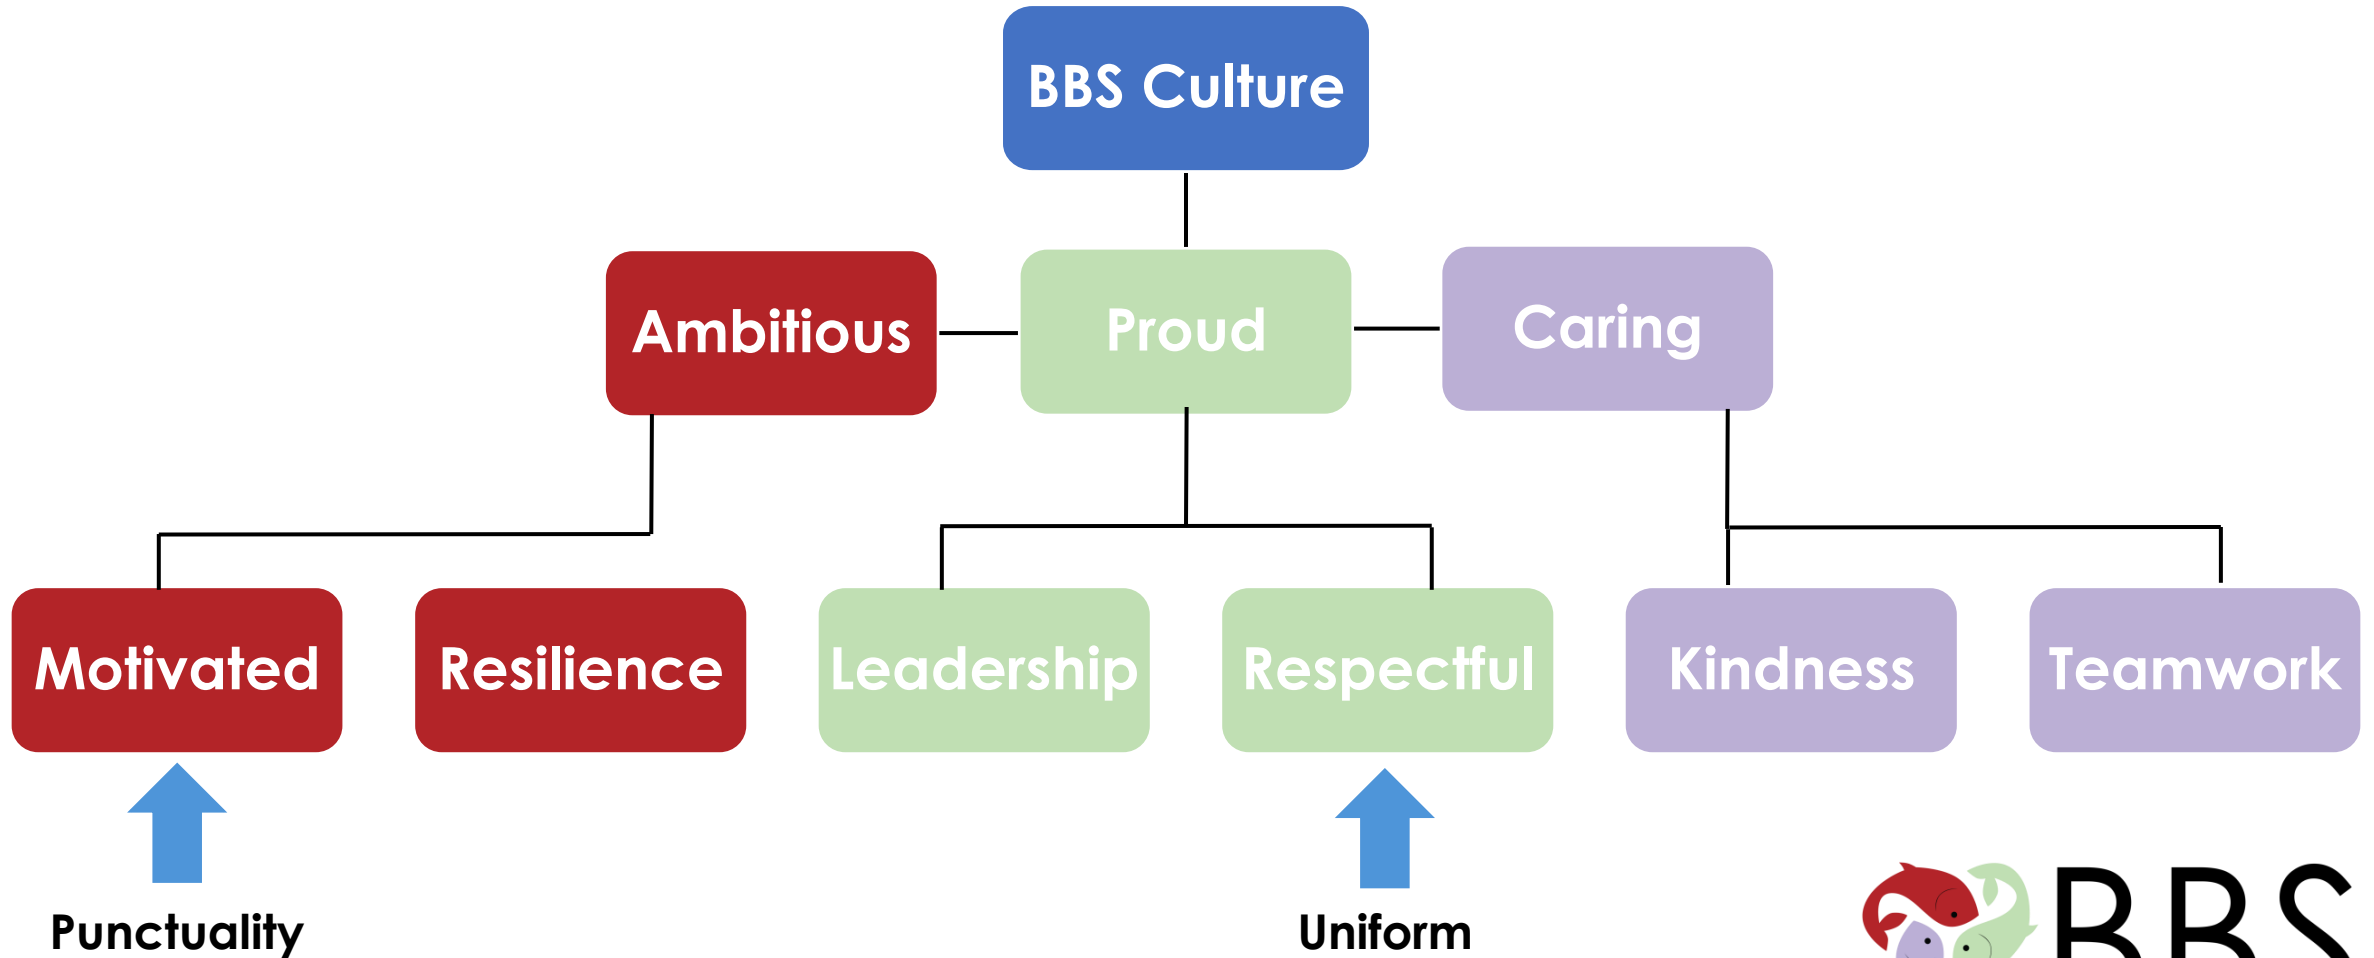 BBS Culture
Ambitious
Proud
Caring
Motivated
Resilience
Leadership
Respectful
Kindness
Teamwork
Punctuality
Uniform
BBS